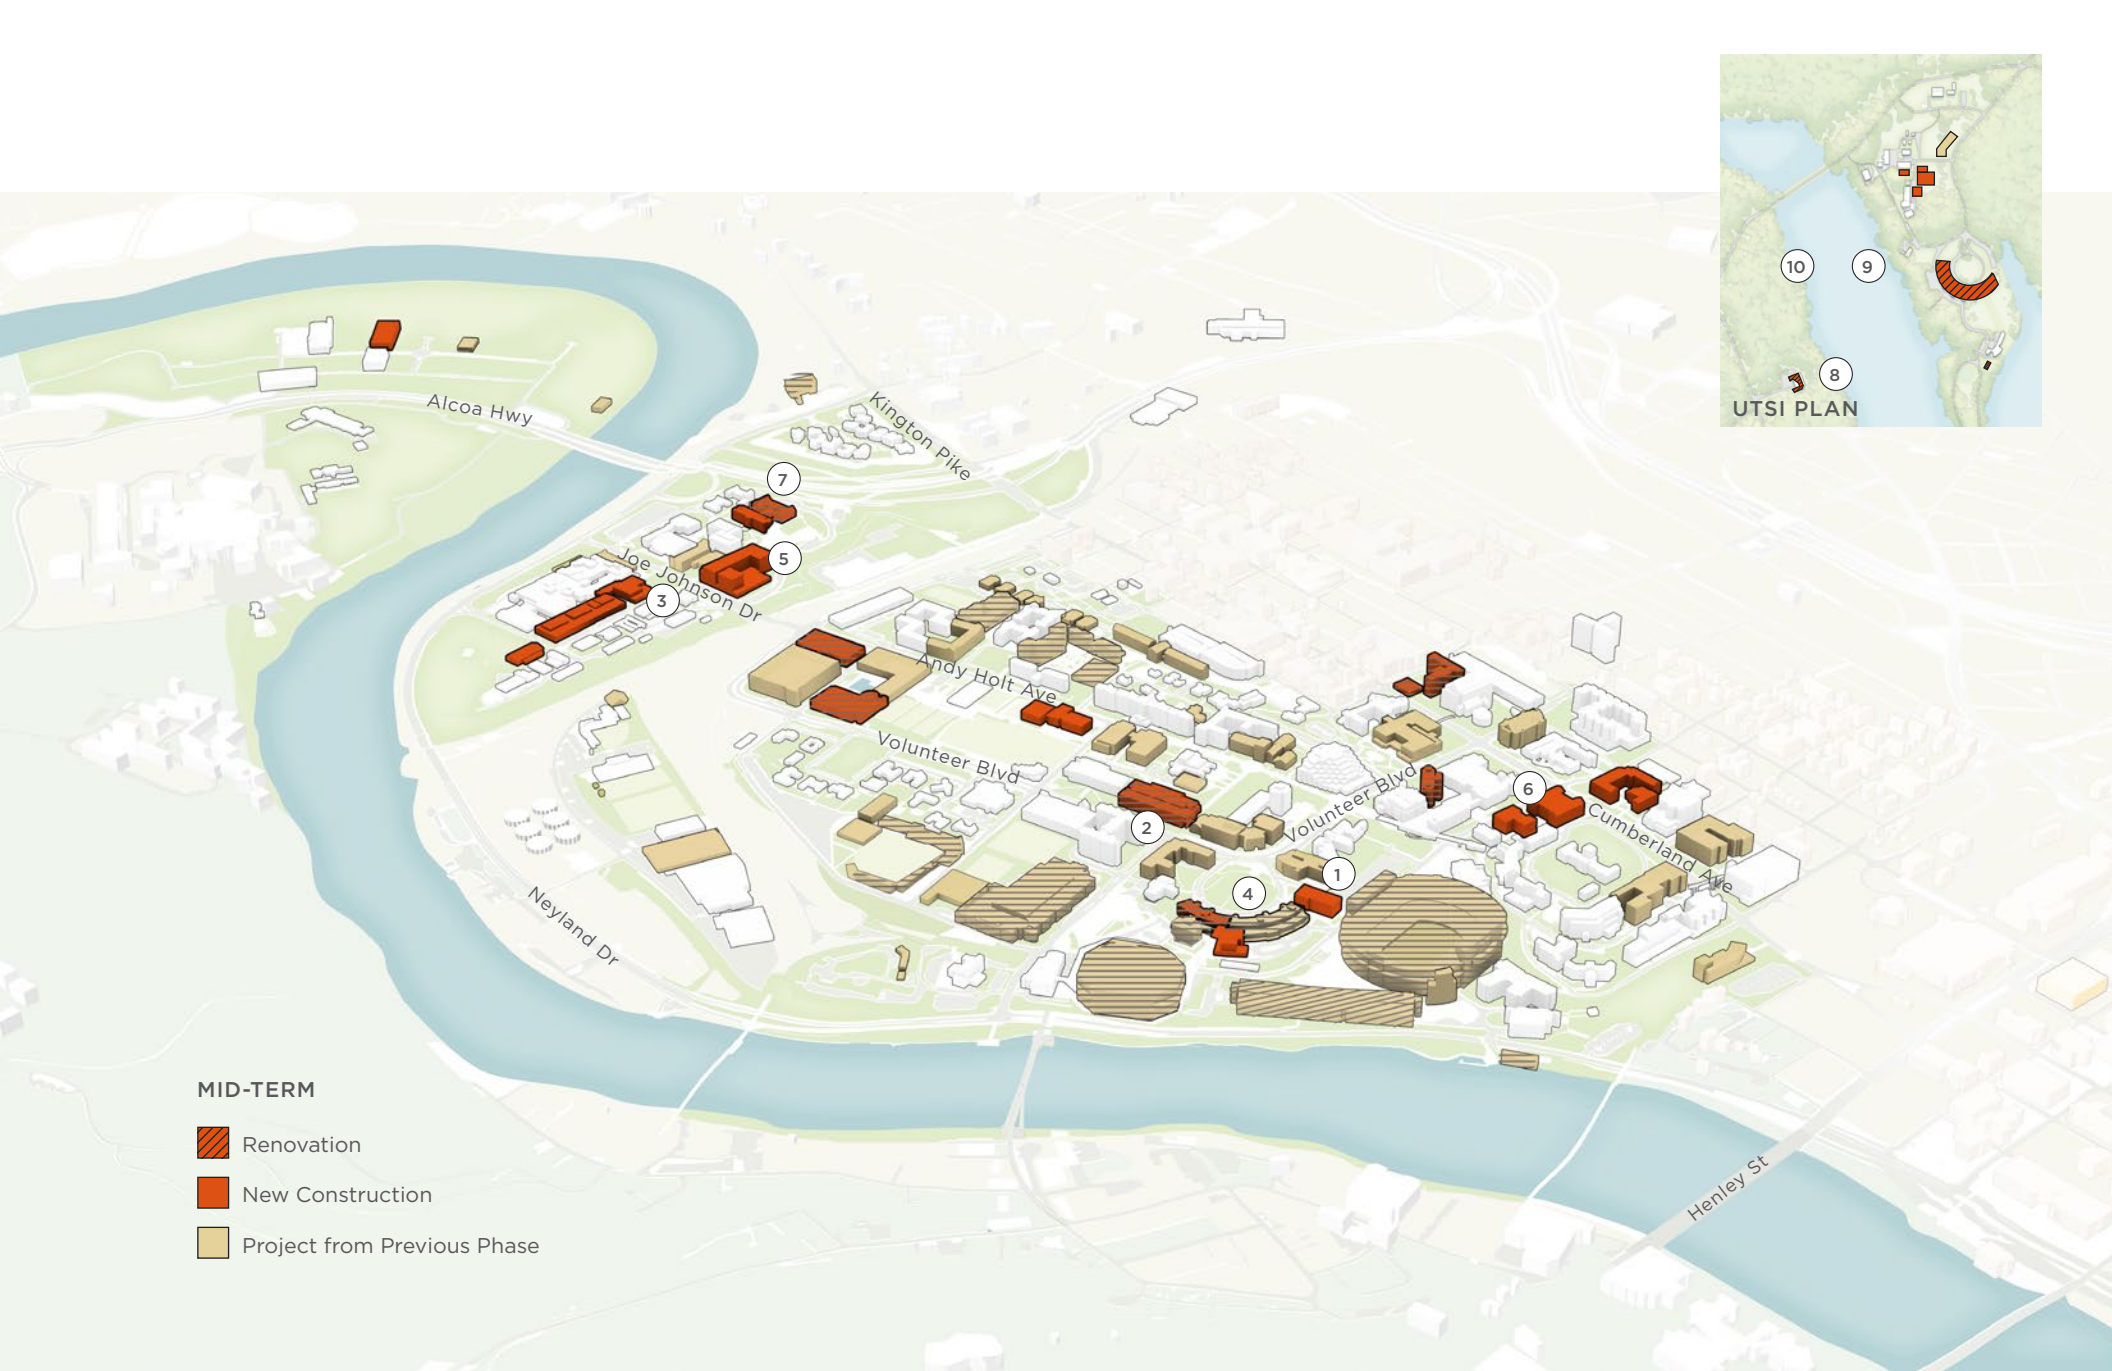 10
9
8
UTSI PLAN
Alcoa Hwy
Kington Pike
7
5
Joe Johnson Dr
3
Andy Holt Ave
Volunteer Blvd
Volunteer Blvd
6
Cumberland Ave
2
1
4
Neyland Dr
Henley St
MID-TERM
Renovation
New Construction
Project from Previous Phase